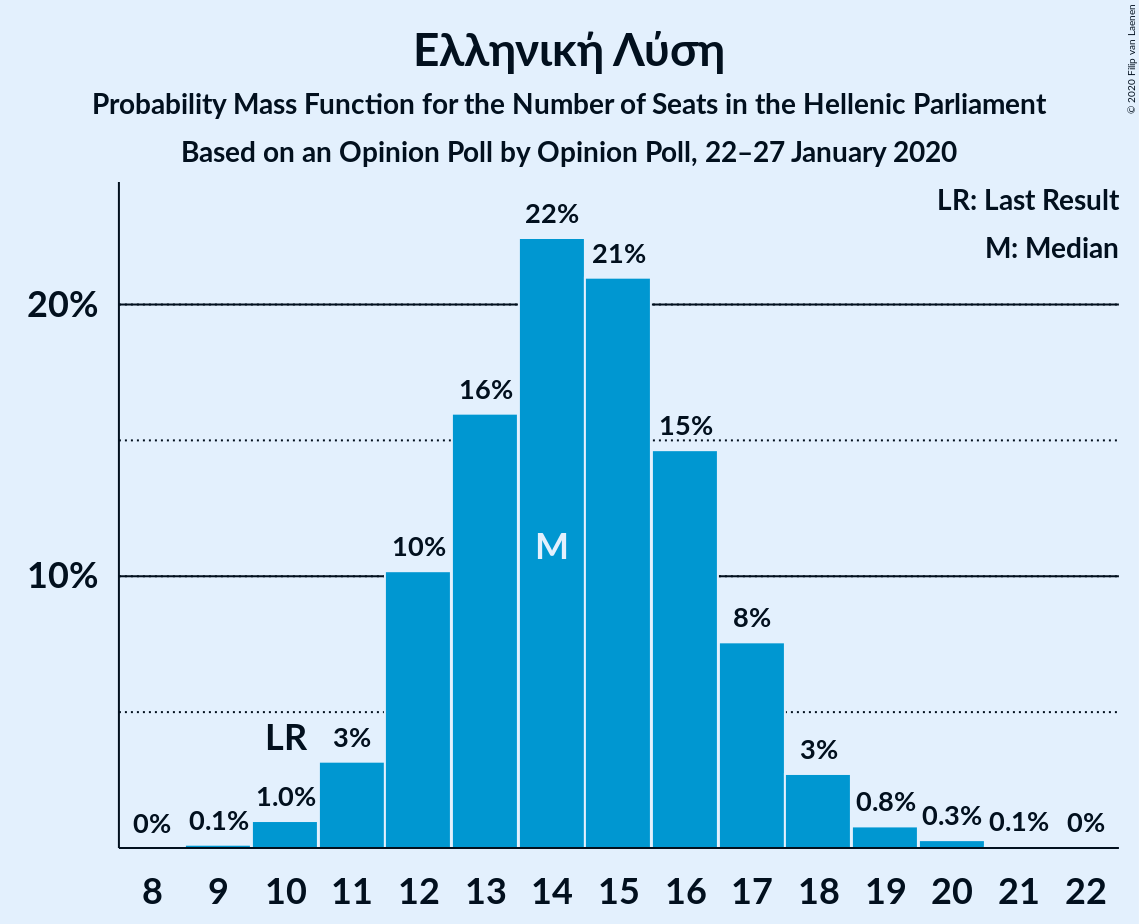 Ελληνική Λύση
Probability Mass Function for the Number of Seats in the Hellenic Parliament
Based on an Opinion Poll by Opinion Poll, 22–27 January 2020
© 2020 Filip van Laenen
LR: Last Result
M: Median
22%
21%
20%
16%
15%
M
10%
10%
8%
LR
3%
3%
1.0%
0.8%
0%
0.1%
0.3%
0.1%
0%
8 9 10 11 12 13 14 15 16 17 18 19 20 21 22